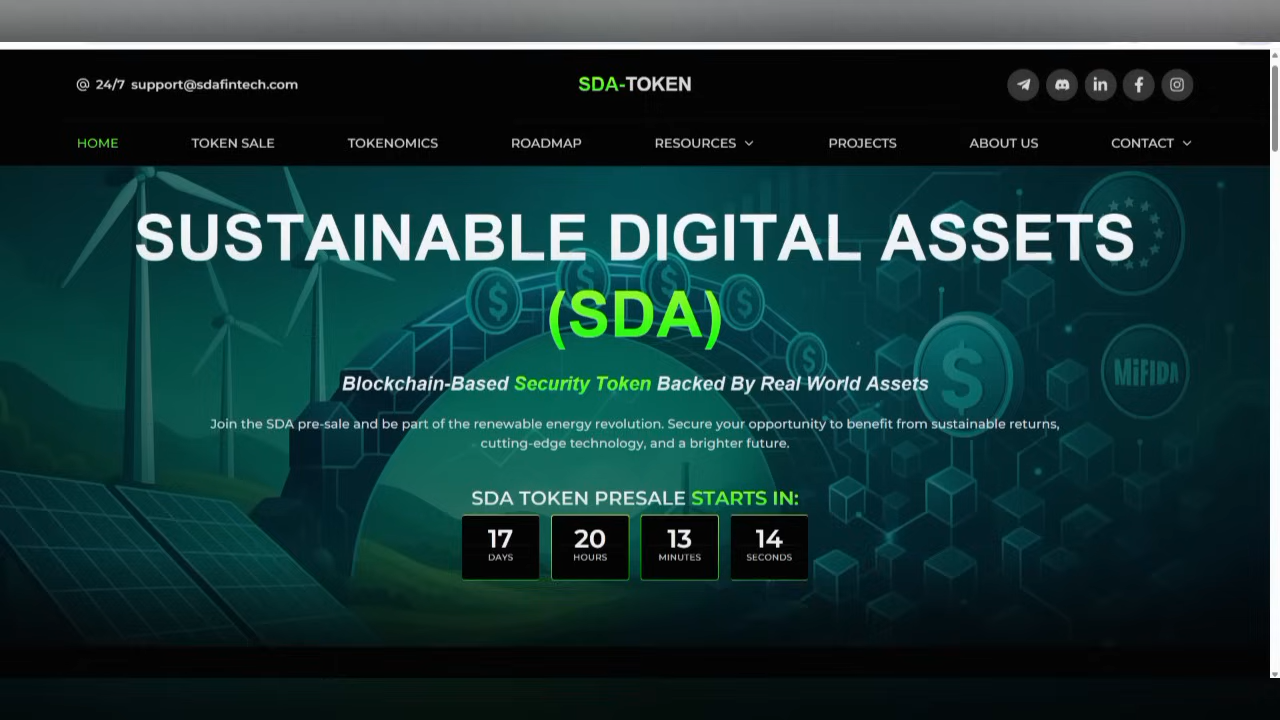 @ 24/7 support@sdafintech.com
SDA-TOKEN
HOME TOKEN SALE TOKENOMICS ROADMAP RESOURCES PROJECTS ABOUT US CONTACT
SUSTAINABLE DIGITAL ASSETS
(SDA)
Blockchain-Based Security Token Backed By Real World Assets
Join the SDA pre-sale and be part of the renewable energy revolution. Secure your opportunity to benefit from sustainable returns,
cutting-edge technology, and a brighter future.
MiFIDA
SDA TOKEN PRESALE STARTS IN:
17 20 13 14
DAYS HOURS MINUTES SECONDS